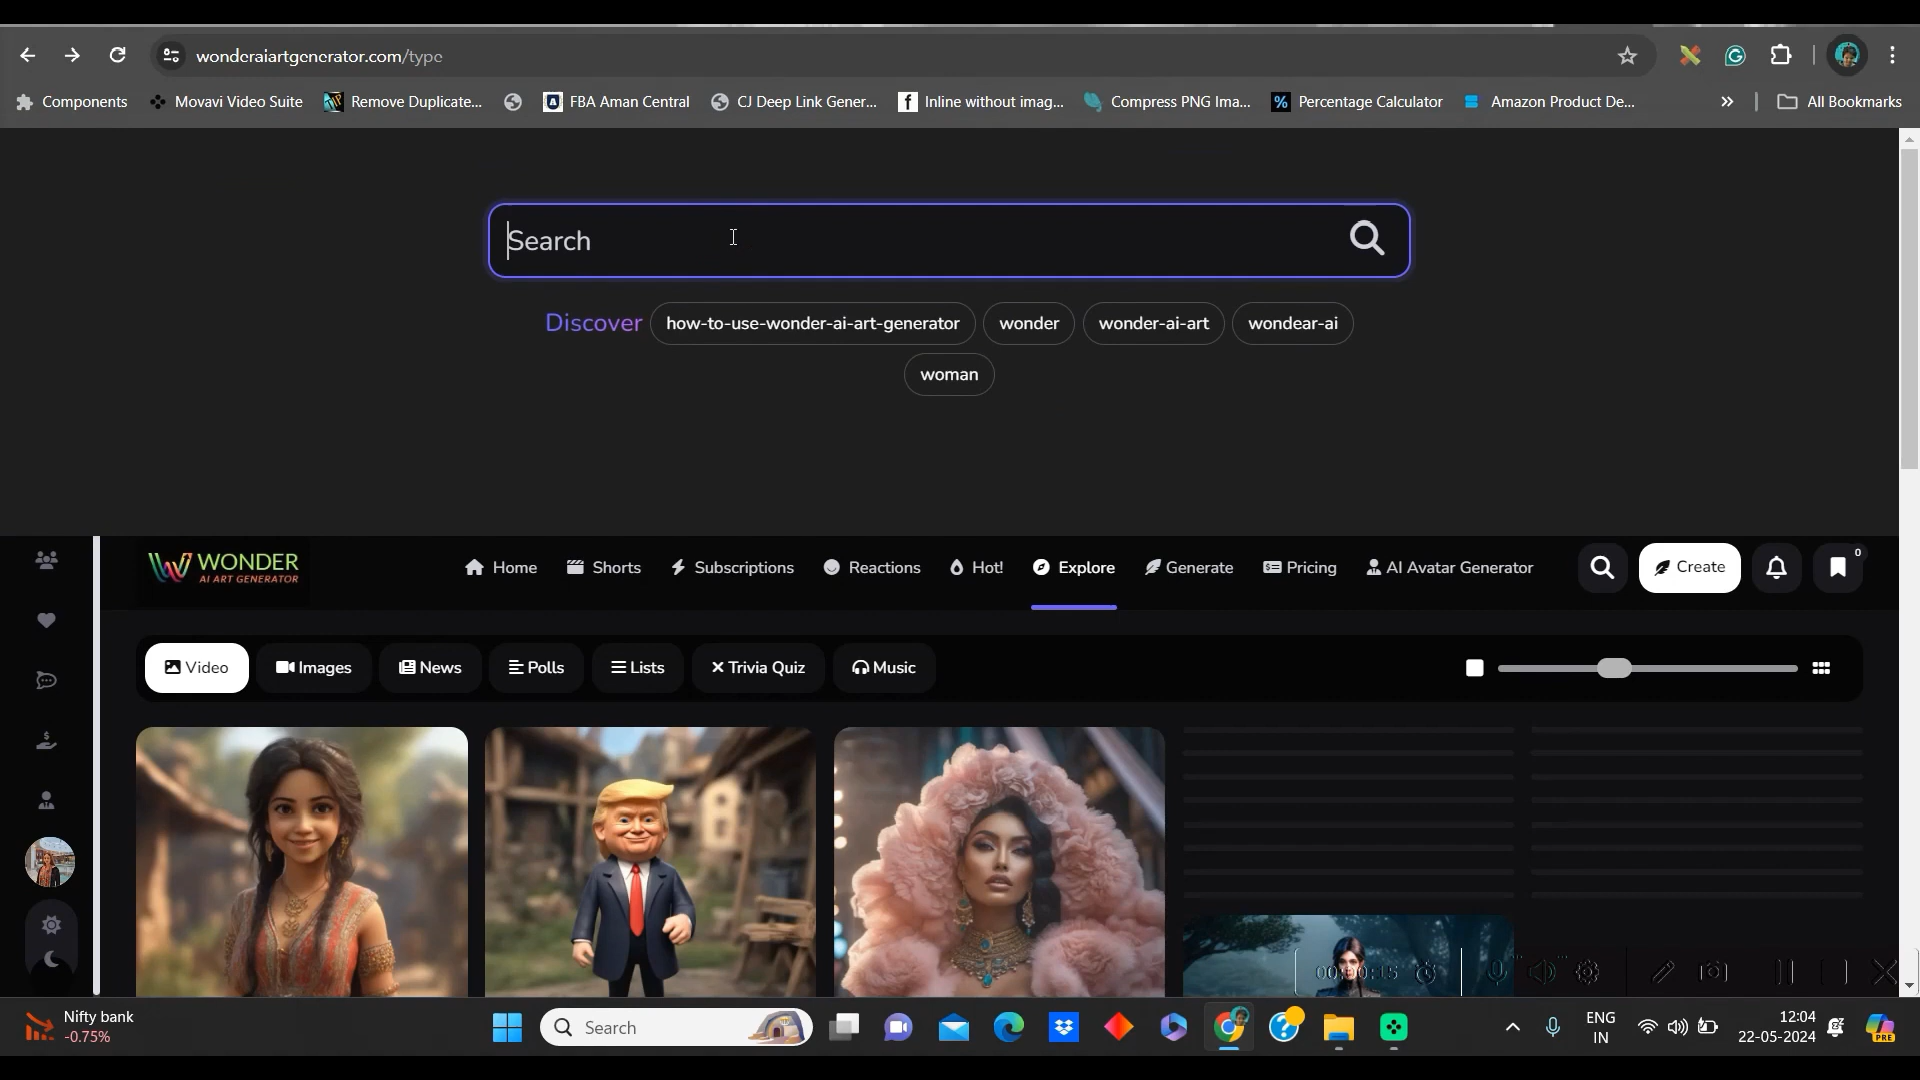 wonderaiartgenerator.com/type
Components Movavi Video Suite Remove Duplicate... FBA Aman Central CJ Deep Link Gener... Inline without imag... Compress PNG Ima... Percentage Calculator Amazon Product De... » All Bookmarks
Search
Discover how-to-use-wonder-ai-art-generator wonder wonder-ai-art wondear-ai
woman
WONDER
AI ART GENERATOR
Home Shorts Subscriptions Reactions Hot! Explore Generate Pricing AI Avatar Generator Create 0
Video Images News Polls Lists Trivia Quiz Music
00:00:15
Nifty bank
-0.75%
Search
ENG
IN
12:04
22-05-2024
PRE